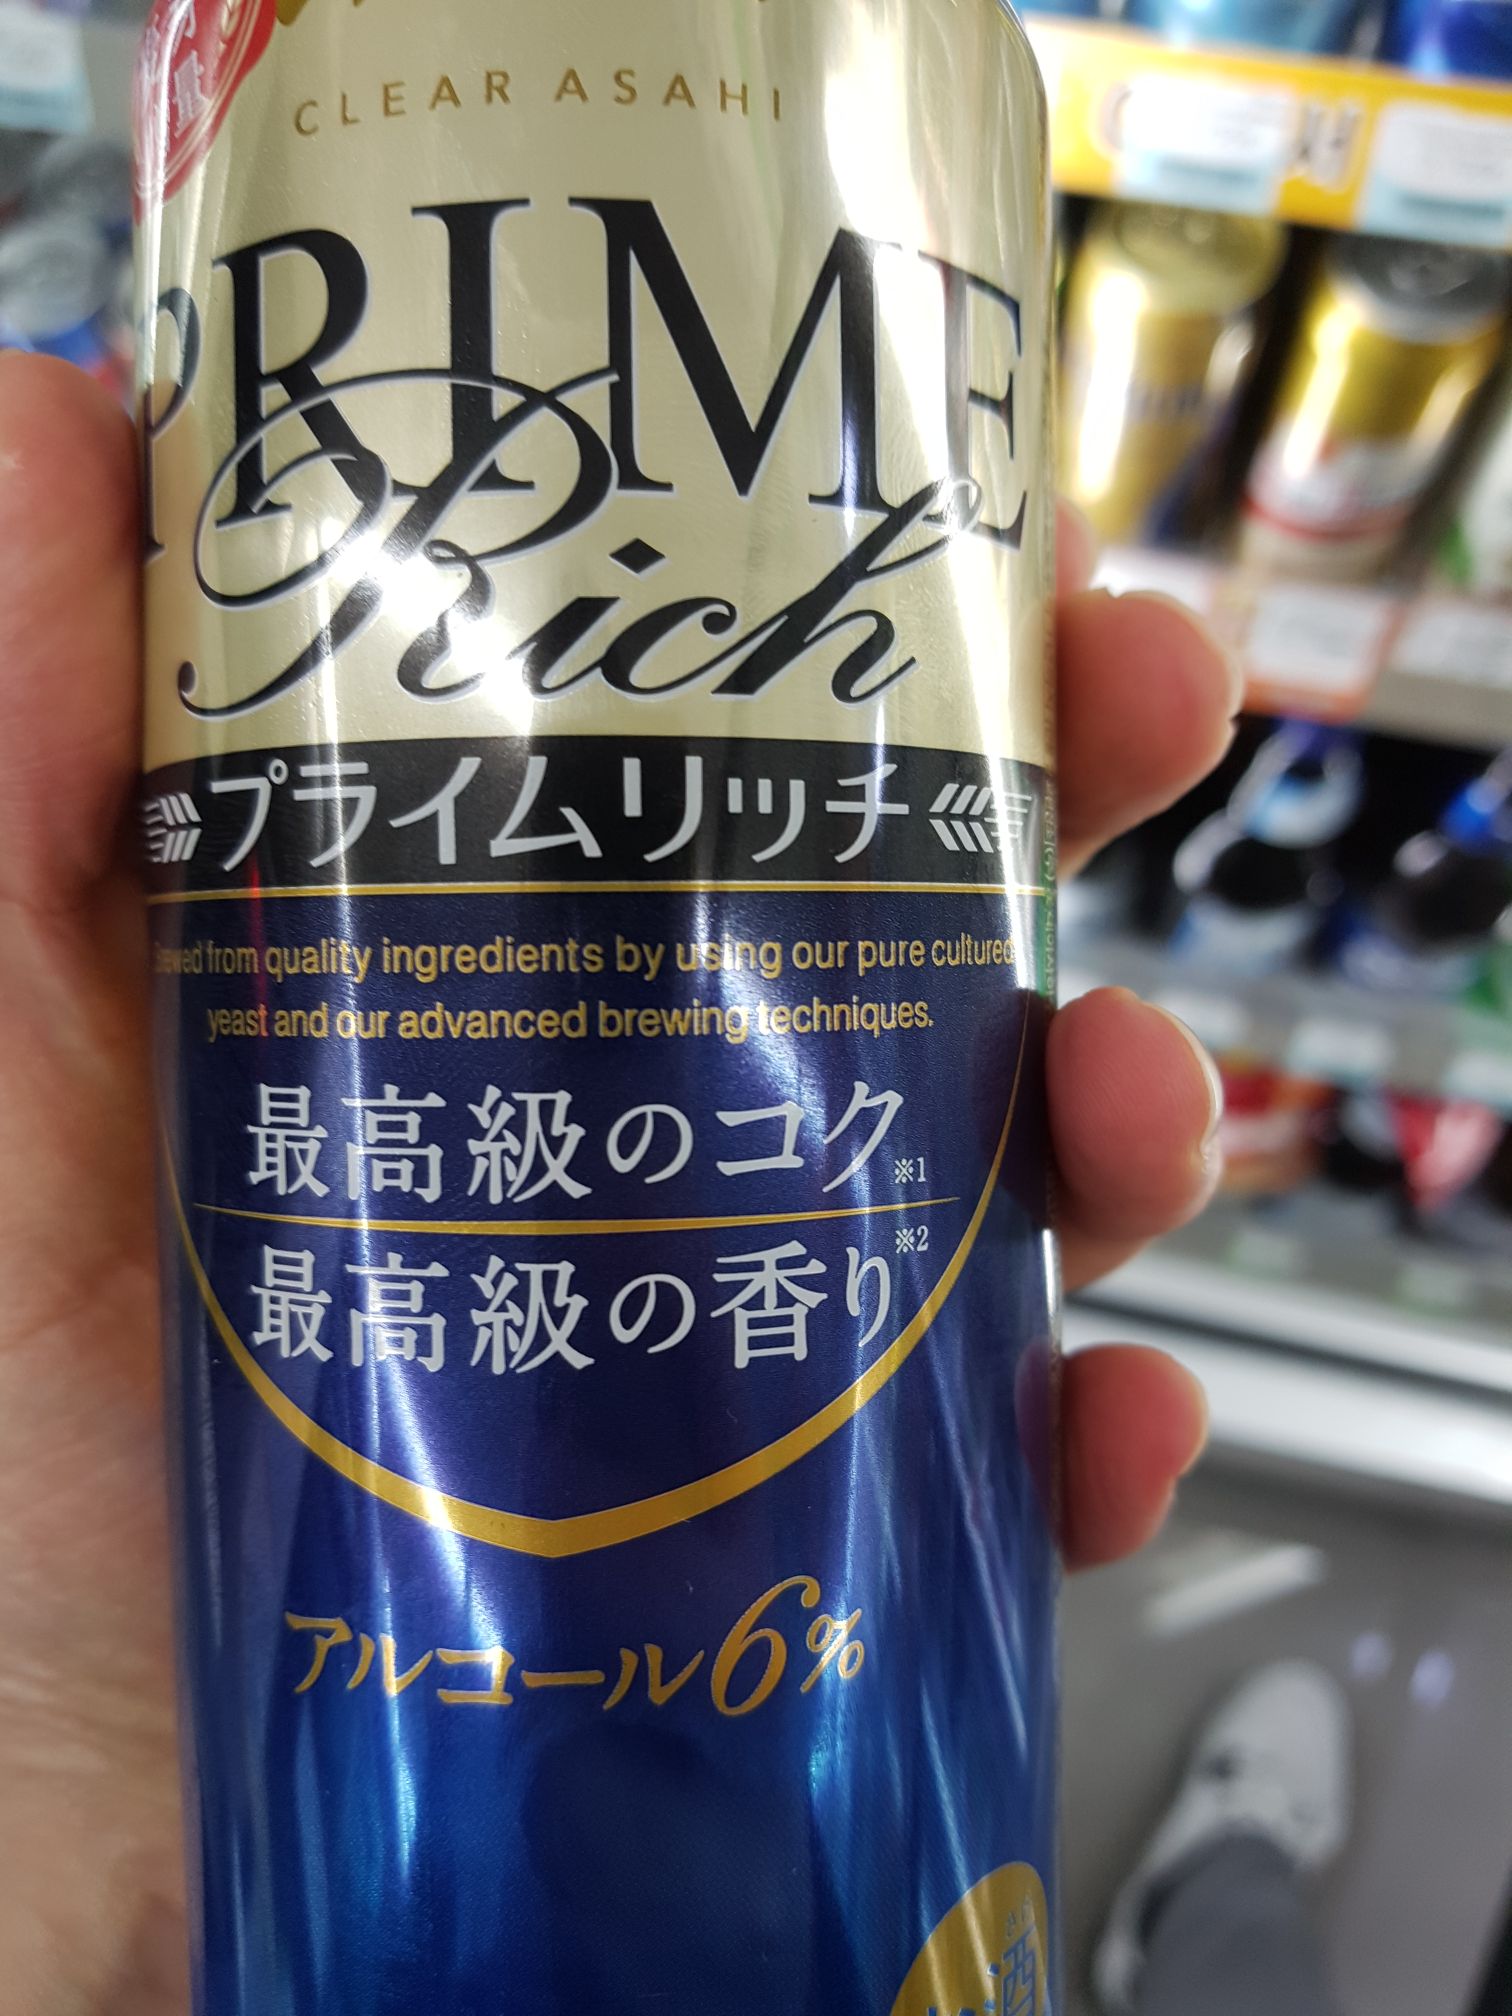 CLEAR ASAHI
PRIME
Rich
プライムリッチ
Brewed from quality ingredients by using our pure cultured
yeast and our advanced brewing techniques.
最高級のコク※1
最高級の香り※2
アルコール6%
酒